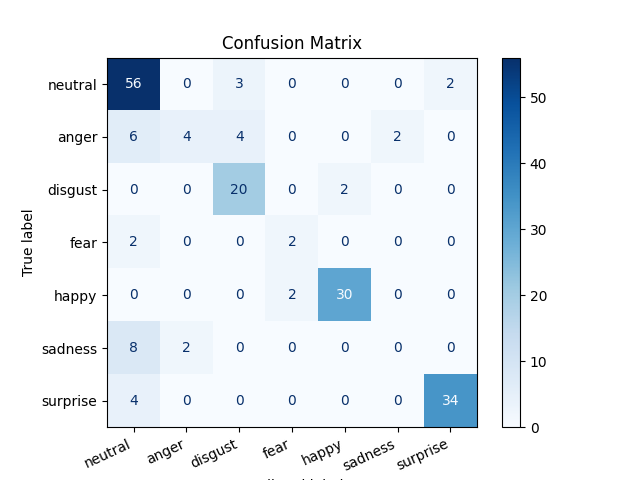 Confusion Matrix
True label
neutral 56 0 3 0 0 0 2
anger 6 4 4 0 0 2 0
disgust 0 0 20 0 2 0 0
fear 2 0 0 2 0 0 0
happy 0 0 0 2 30 0 0
sadness 8 2 0 0 0 0 0
surprise 4 0 0 0 0 0 34
neutral anger disgust fear happy sadness surprise
50
40
30
20
10
0